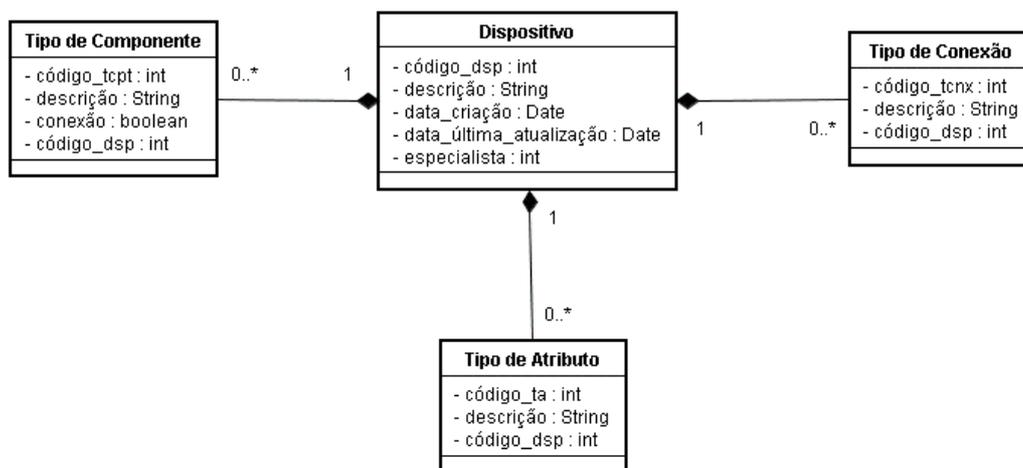 Tipo de Componente
- código_tcpt : int
- descrição : String
- conexão : boolean
- código_dsp : int
0..*
1
Dispositivo
- código_dsp : int
- descrição : String
- data_criação : Date
- data_última_atualização : Date
- especialista : int
1
0..*
Tipo de Conexão
- código_tcnx : int
- descrição : String
- código_dsp : int
1
0..*
Tipo de Atributo
- código_ta : int
- descrição : String
- código_dsp : int